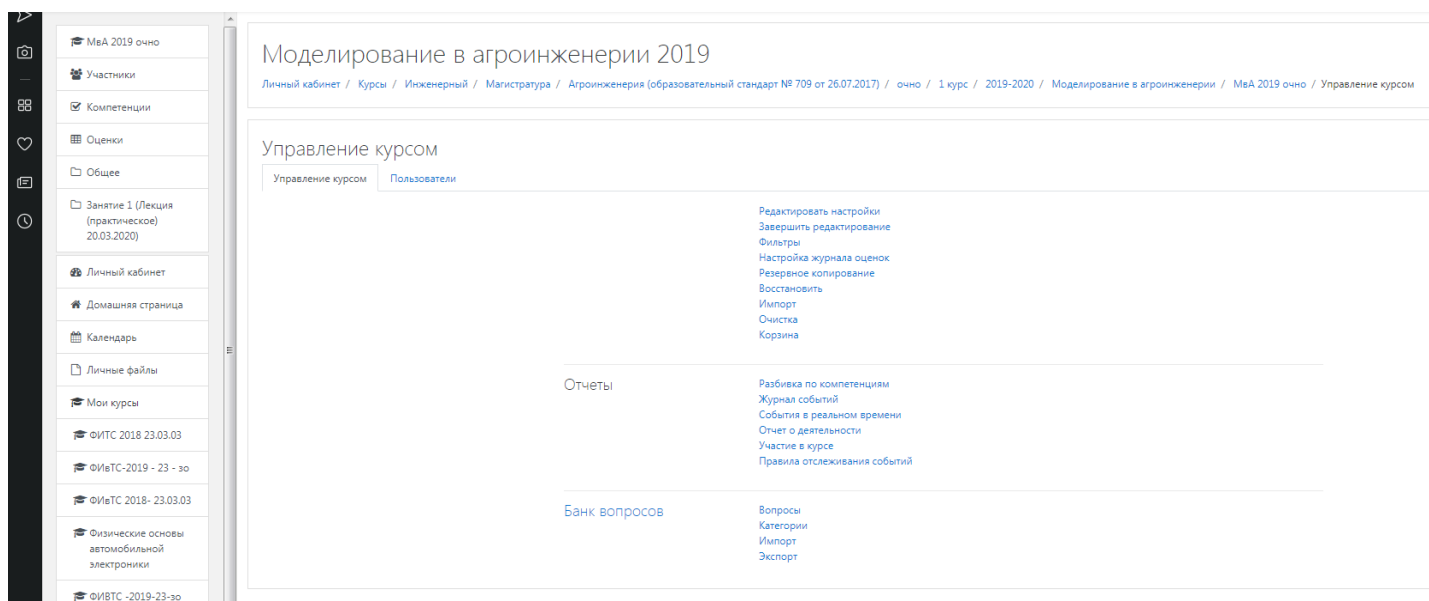 МвА 2019 очно
Участники
Компетенции
Оценки
Общее
Занятие 1 (Лекция
(практическое)
20.03.2020)
Личный кабинет
Домашняя страница
Календарь
Личные файлы
Мои курсы
ФИТС 2018 23.03.03
ФИвТС-2019 - 23 - зо
ФИвТС 2018- 23.03.03
Физические основы
автомобильной
электроники
ФИВТС -2019-23-зо
Моделирование в агроинженерии 2019
Личный кабинет / Курсы / Инженерный / Магистратура / Агроинженерия (образовательный стандарт № 709 от 26.07.2017) / очно / 1 курс / 2019-2020 / Моделирование в агроинженерии / МвА 2019 очно / Управление курсом
Управление курсом
Управление курсом Пользователи
Редактировать настройки
Завершить редактирование
Фильтры
Настройка журнала оценок
Резервное копирование
Восстановить
Импорт
Очистка
Корзина
Отчеты
Разбивка по компетенциям
Журнал событий
События в реальном времени
Отчет о деятельности
Участие в курсе
Правила отслеживания событий
Банк вопросов
Вопросы
Категории
Импорт
Экспорт